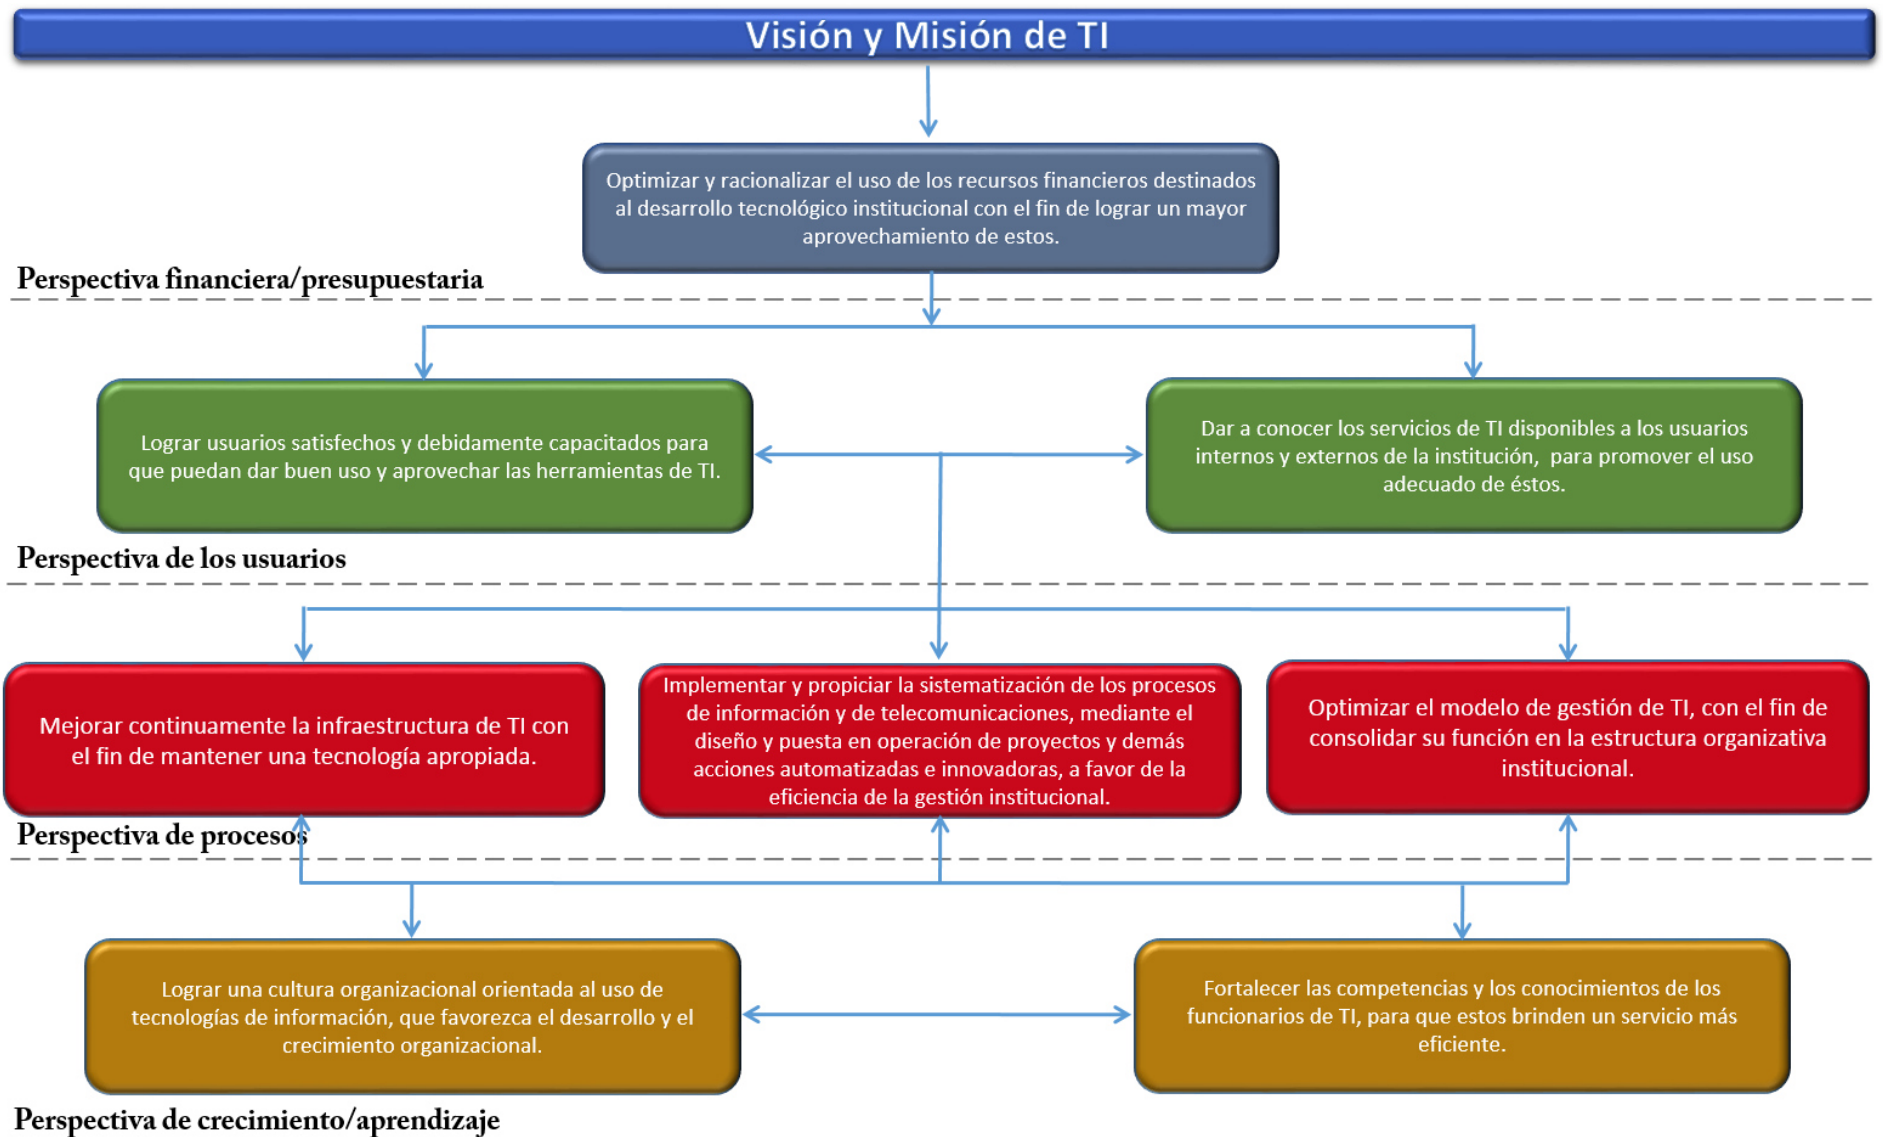 Visión y Misión de TI
Optimizar y racionalizar el uso de los recursos financieros destinados
al desarrollo tecnológico institucional con el fin de lograr un mayor
aprovechamiento de estos.
Perspectiva financiera/presupuestaria
Lograr usuarios satisfechos y debidamente capacitados para
que puedan dar buen uso y aprovechar las herramientas de TI.
Dar a conocer los servicios de TI disponibles a los usuarios
internos y externos de la institución, para promover el uso
adecuado de éstos.
Perspectiva de los usuarios
Mejorar continuamente la infraestructura de TI con
el fin de mantener una tecnología apropiada.
Implementar y propiciar la sistematización de los procesos
de información y de telecomunicaciones, mediante el
diseño y puesta en operación de proyectos y demás
acciones automatizadas e innovadoras, a favor de la
eficiencia de la gestión institucional.
Optimizar el modelo de gestión de TI, con el fin de
consolidar su función en la estructura organizativa
institucional.
Perspectiva de procesos
Lograr una cultura organizacional orientada al uso de
tecnologías de información, que favorezca el desarrollo y el
crecimiento organizacional.
Fortalecer las competencias y los conocimientos de los
funcionarios de TI, para que estos brinden un servicio más
eficiente.
Perspectiva de crecimiento/aprendizaje